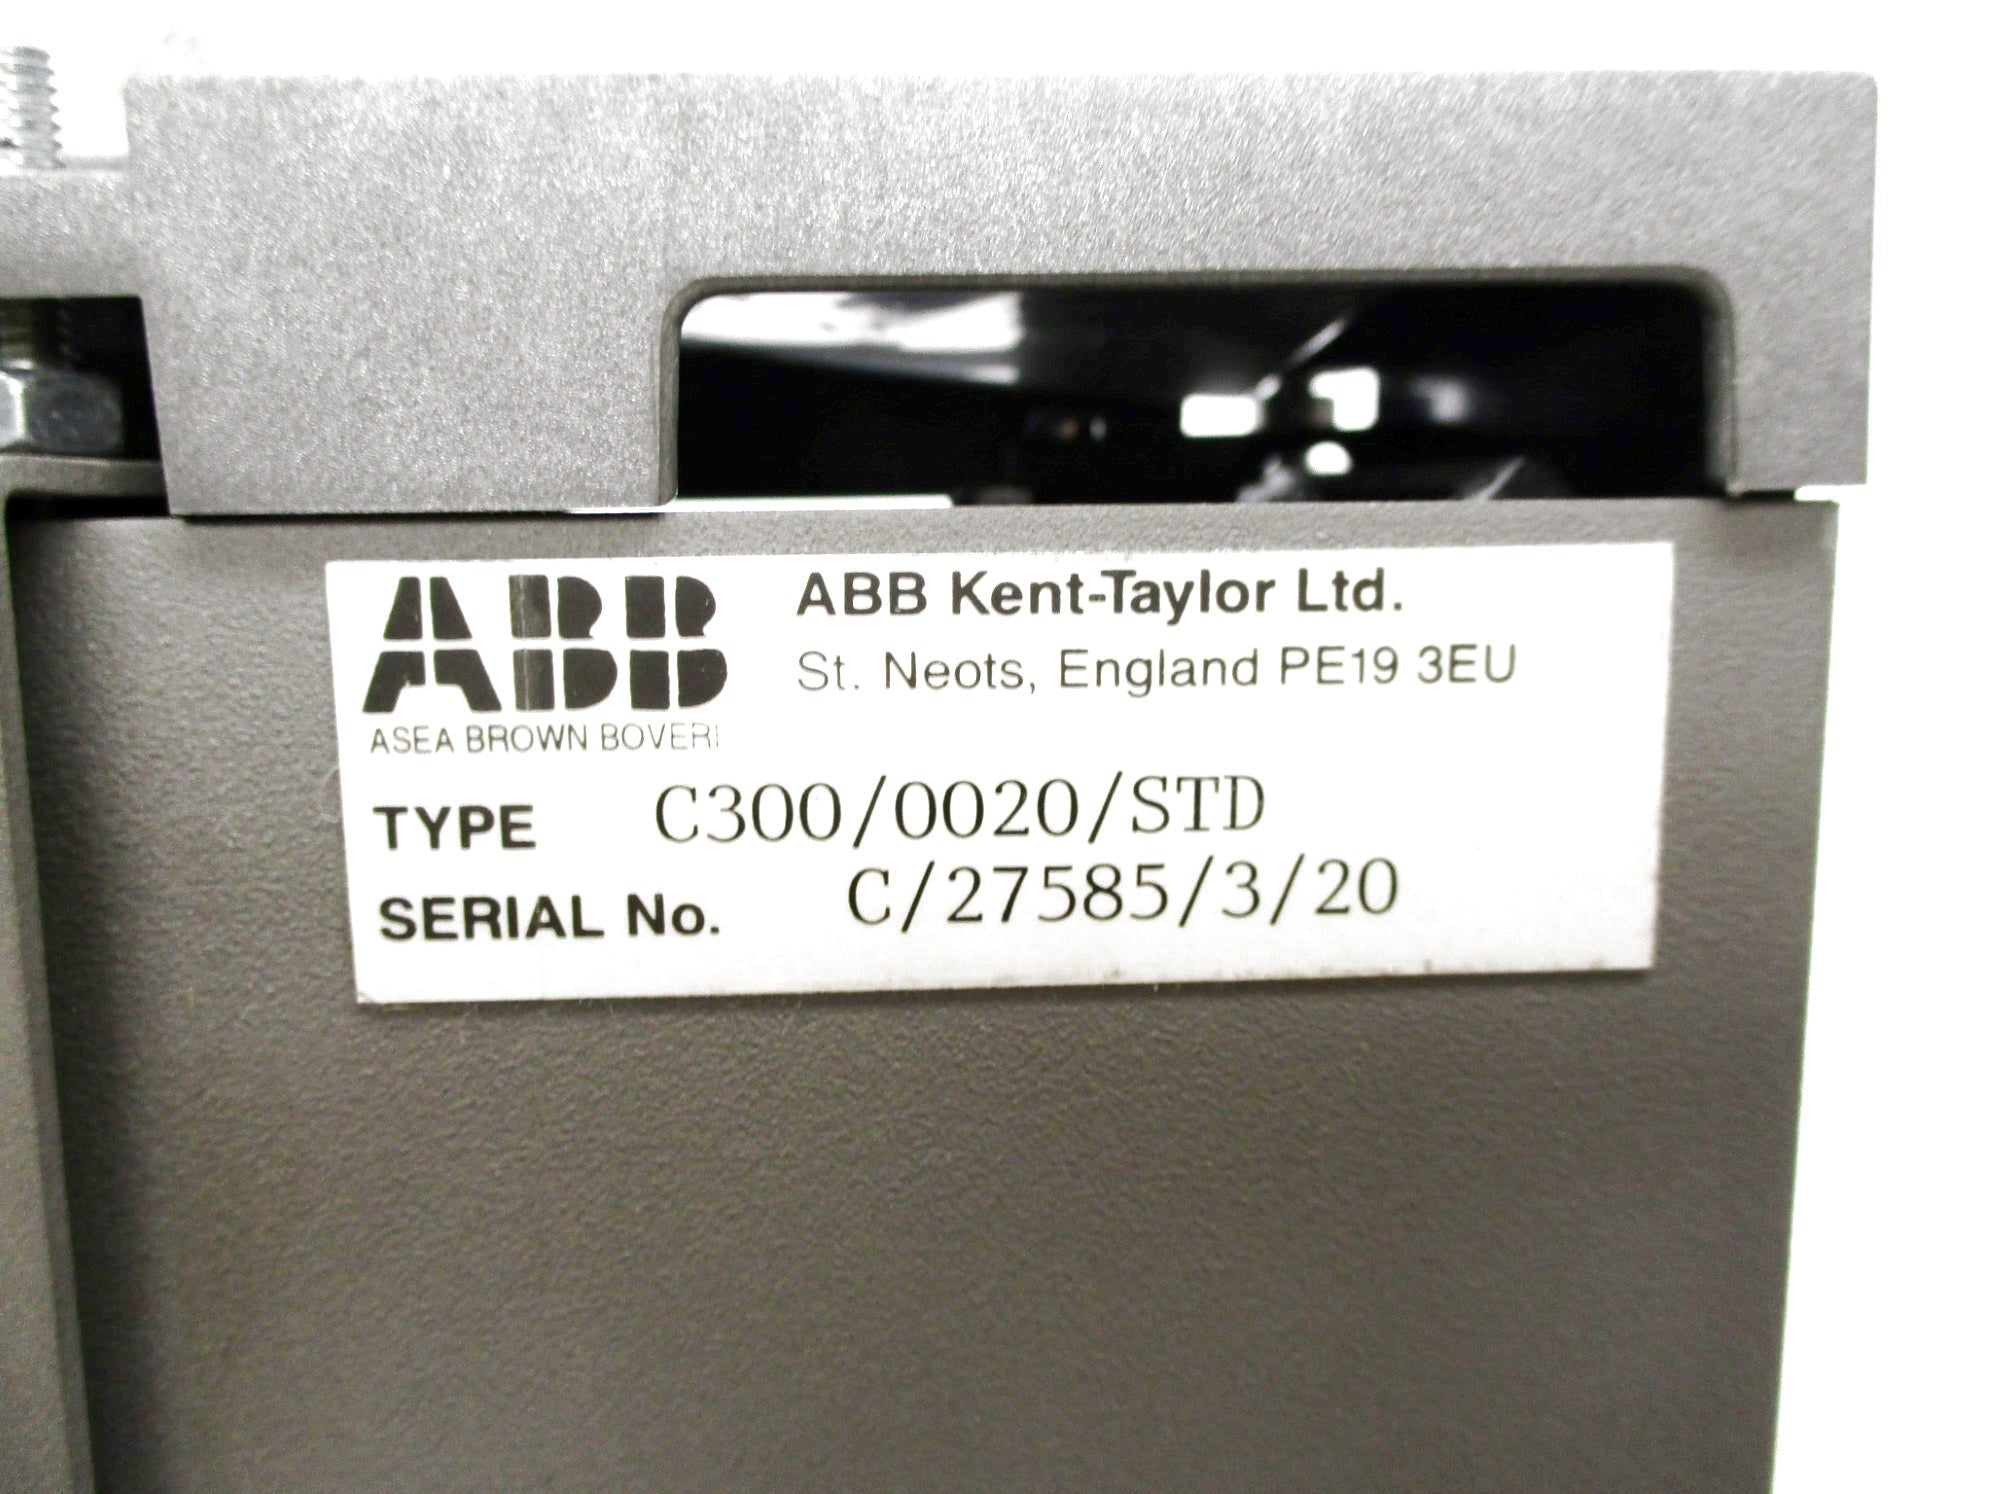 ABB
ASEA BROWN BOVERI
ABB Kent-Taylor Ltd.
St. Neots, England PE19 3EU
TYPE C300/0020/STD
SERIAL No. C/27585/3/20